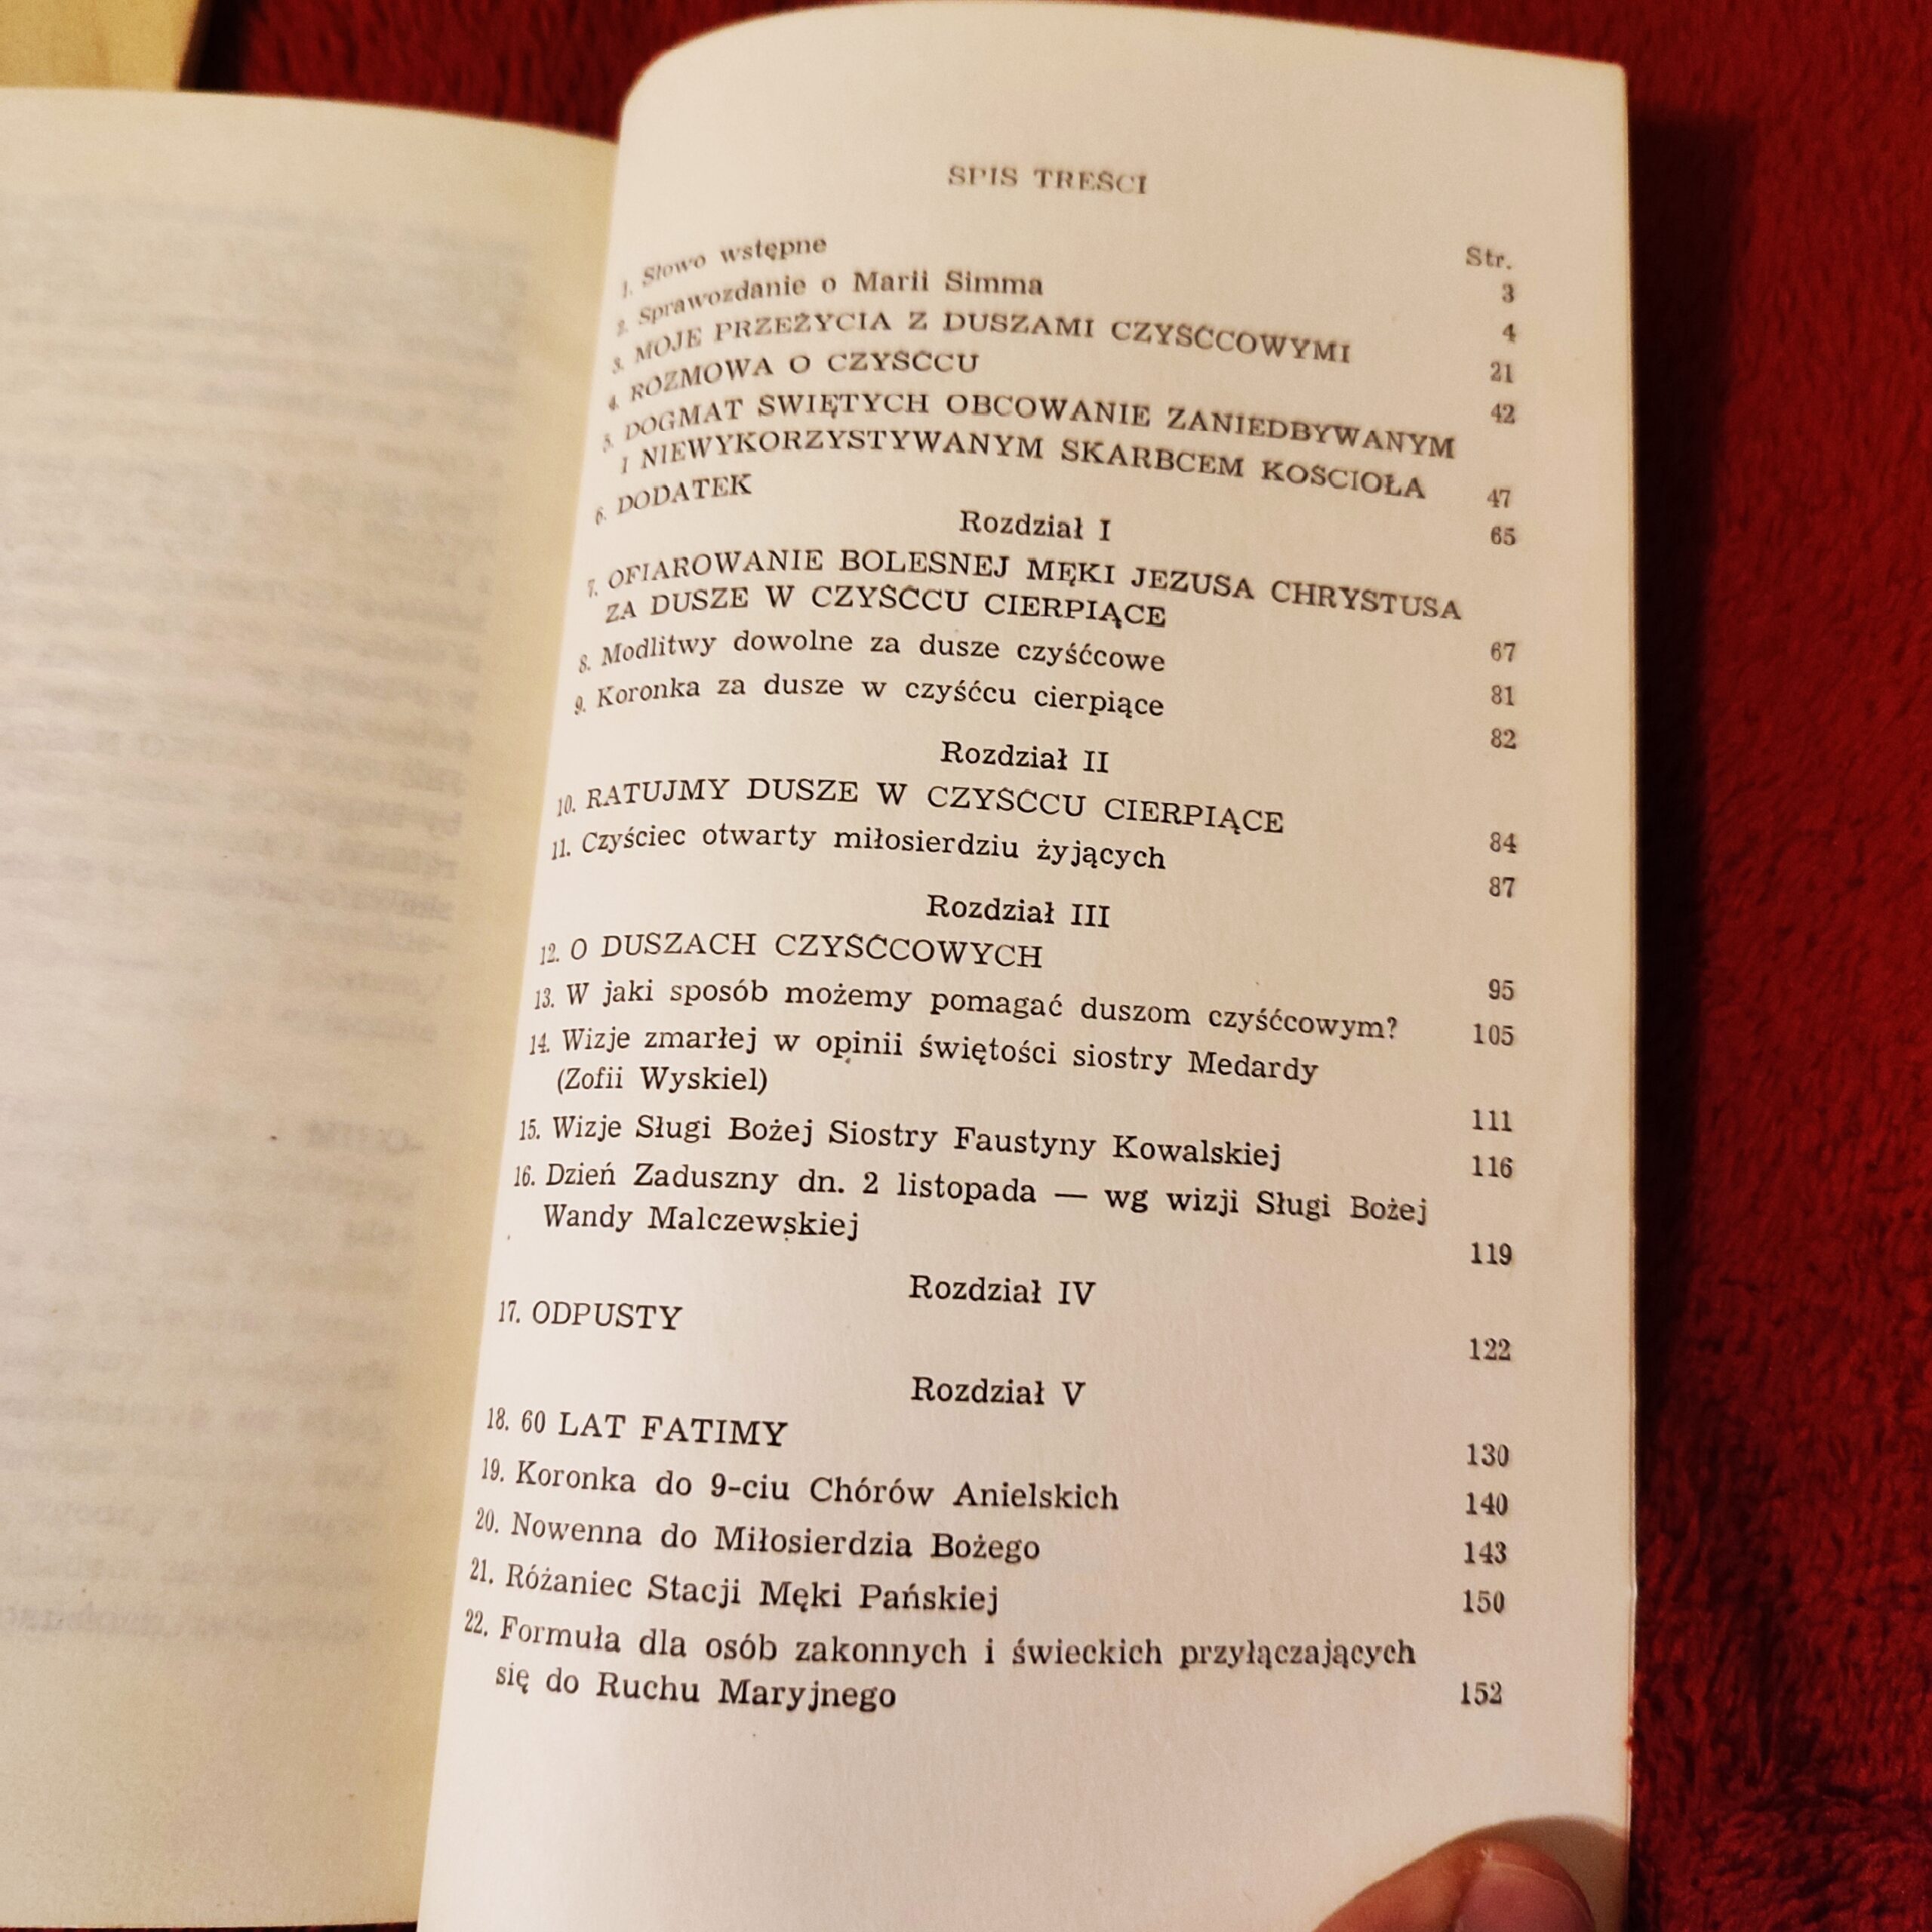 SPIS TREŚCI
Str.
1. Słowo wstępne 3
2. Sprawozdanie o Marii Simma 4
3. MOJE PRZEŻYCIA Z DUSZAMI CZYŚĆCOWYMI 21
4. ROZMOWA O CZYŚĆCU 42
5. DOGMAT ŚWIĘTYCH OBCOWANIE ZANIEDBYWANYM
I NIEWYKORZYSTYWANYM SKARBCEM KOŚCIOŁA 47
6. DODATEK 65
Rozdział I
7. OFIAROWANIE BOLESNEJ MĘKI JEZUSA CHRYSTUSA
ZA DUSZE W CZYŚĆCU CIERPIĄCE 67
8. Modlitwy dowolne za dusze czyśćcowe 81
9. Koronka za dusze w czyśćcu cierpiące 82
Rozdział II
10. RATUJMY DUSZE W CZYŚĆCU CIERPIĄCE 84
11. Czyściec otwarty miłosierdziu żyjących 87
Rozdział III
12. O DUSZACH CZYŚĆCOWYCH 95
13. W jaki sposób możemy pomagać duszom czyśćcowym? 105
14. Wizje zmarłej w opinii świętości siostry Medardy
(Zofii Wyskiel) 111
15. Wizje Sługi Bożej Siostry Faustyny Kowalskiej 116
16. Dzień Zaduszny dn. 2 listopada — wg wizji Sługi Bożej
Wandy Malczewskiej 119
Rozdział IV
17. ODPUSTY 122
Rozdział V
18. 60 LAT FATIMY 130
19. Koronka do 9-ciu Chórów Anielskich 140
20. Nowenna do Miłosierdzia Bożego 143
21. Różaniec Stacji Męki Pańskiej 150
22. Formuła dla osób zakonnych i świeckich przyłączających
się do Ruchu Maryjnego 152